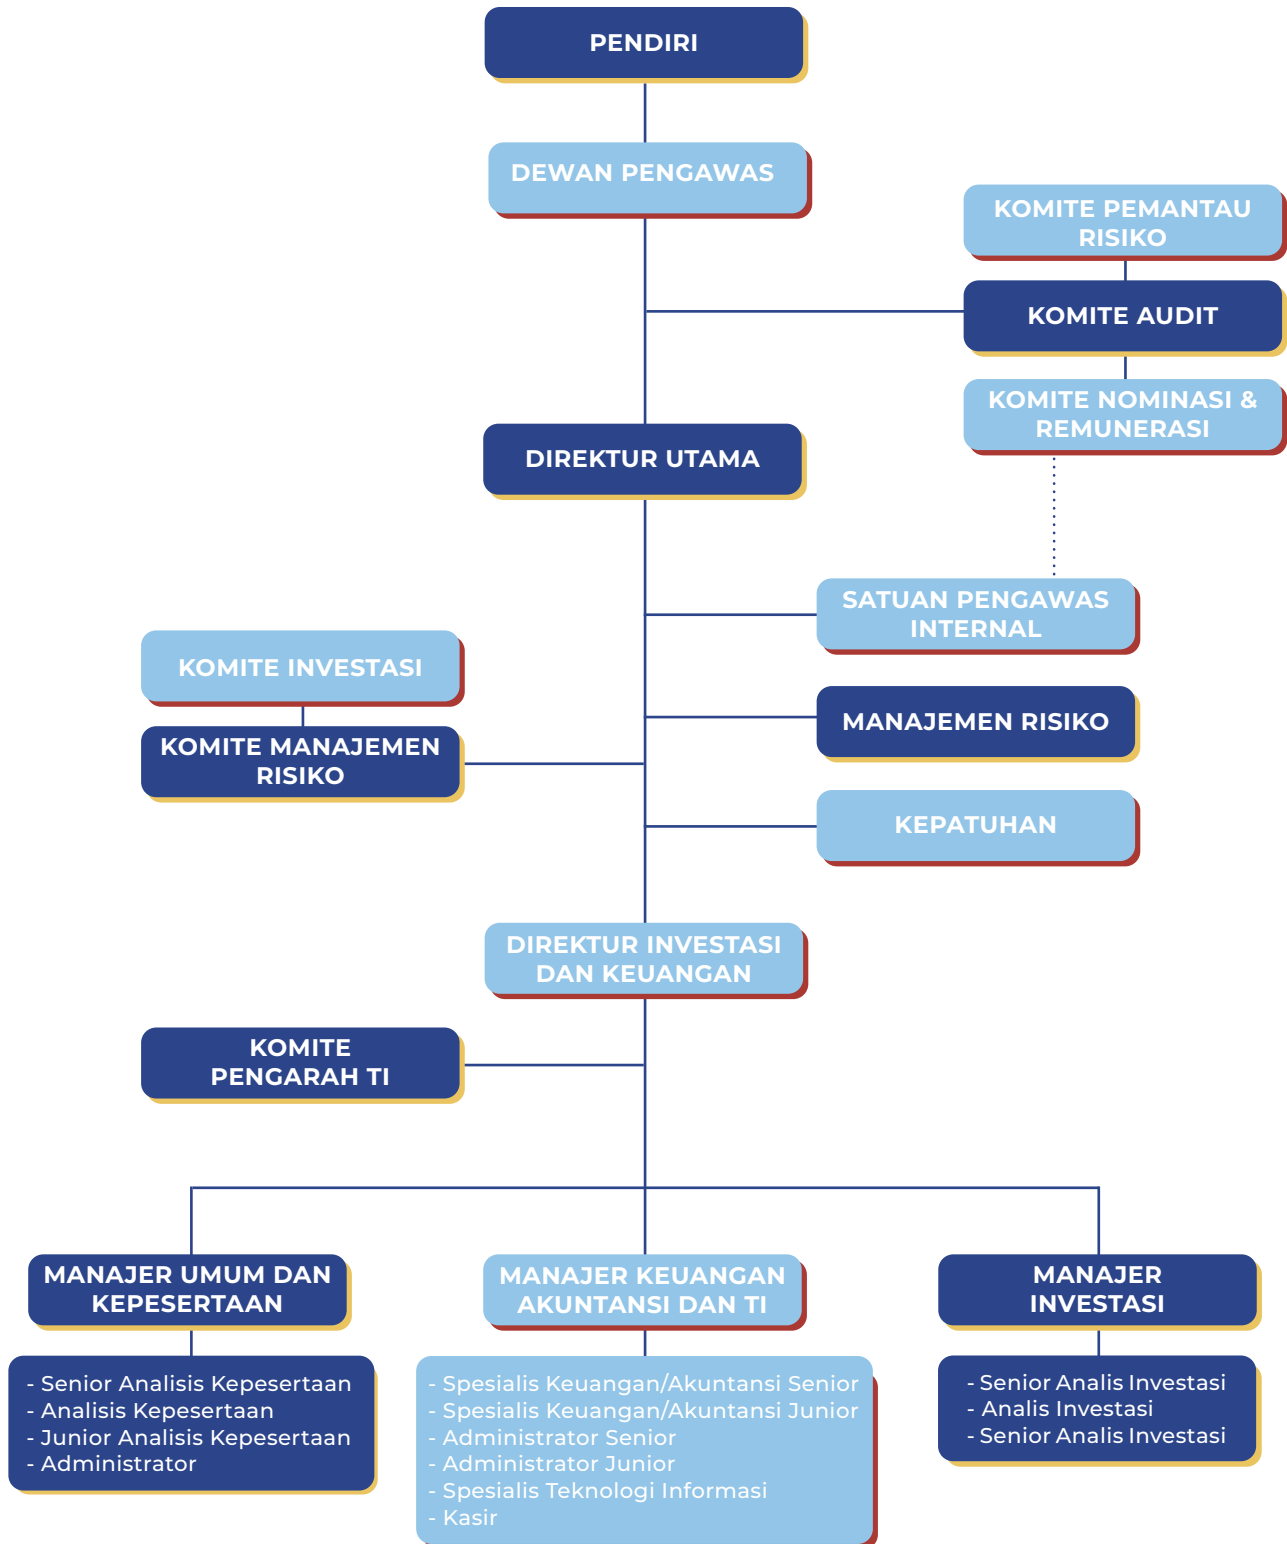 PENDIRI
DEWAN PENGAWAS
KOMITE PEMANTAU
RISIKO
KOMITE AUDIT
KOMITE NOMINASI &
REMUNERASI
DIREKTUR UTAMA
SATUAN PENGAWAS
INTERNAL
KOMITE INVESTASI
MANAJEMEN RISIKO
KOMITE MANAJEMEN
RISIKO
KEPATUHAN
DIREKTUR INVESTASI
DAN KEUANGAN
KOMITE
PENGARAH TI
MANAJER UMUM DAN
KEPESERTAAN
- Senior Analisis Kepesertaan
- Analisis Kepesertaan
- Junior Analisis Kepesertaan
- Administrator
MANAJER KEUANGAN
AKUNTANSI DAN TI
- Spesialis Keuangan/Akuntansi Senior
- Spesialis Keuangan/Akuntansi Junior
- Administrator Senior
- Administrator Junior
- Spesialis Teknologi Informasi
- Kasir
MANAJER
INVESTASI
- Senior Analis Investasi
- Analis Investasi
- Senior Analis Investasi